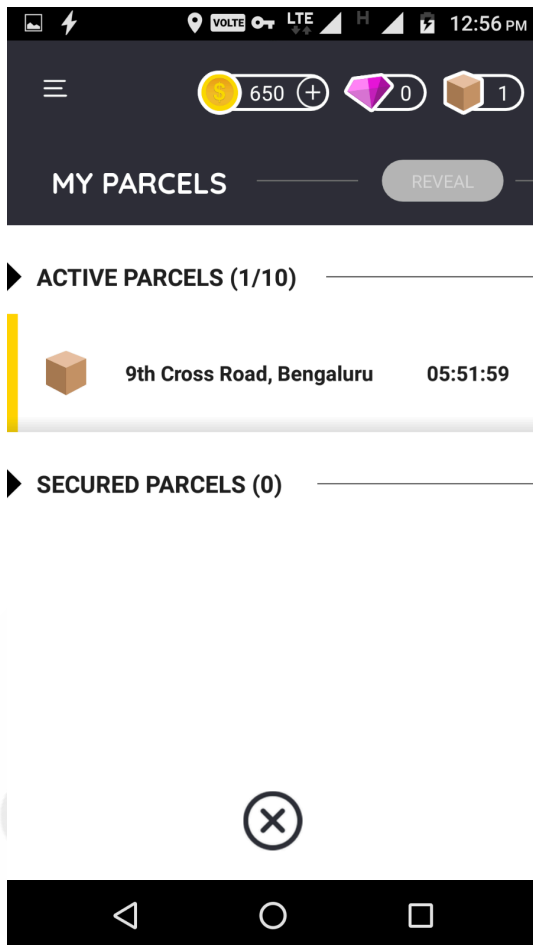 VOLTE LTE H 12:56 PM
$ 650 0 1
MY PARCELS REVEAL
ACTIVE PARCELS (1/10)
9th Cross Road, Bengaluru 05:51:59
SECURED PARCELS (0)